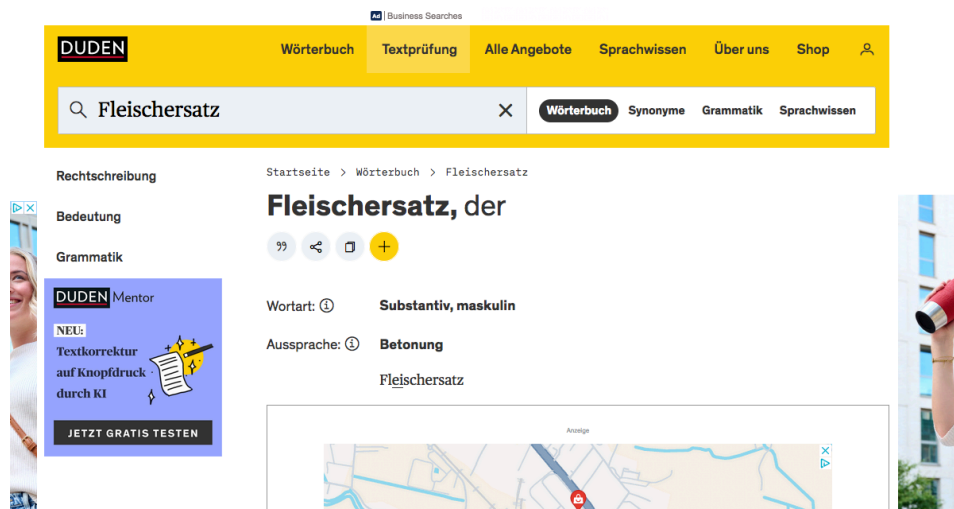 Ad | Business Searches
DUDEN
Wörterbuch Textprüfung Alle Angebote Sprachwissen Über uns Shop
Fleischersatz
Wörterbuch Synonyme Grammatik Sprachwissen
Rechtschreibung
Bedeutung
Grammatik
Startseite > Wörterbuch > Fleischersatz
Fleischersatz, der
Wortart: Substantiv, maskulin
Aussprache: Betonung
Fleischersatz
DUDEN Mentor
NEU:
Textkorrektur
auf Knopfdruck
durch KI
JETZT GRATIS TESTEN
Anzeige